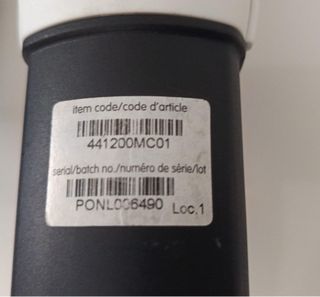 item code/code d'article
441200MC01
serial/batch no./numéro de série/lot
PONL006490 Loc.1